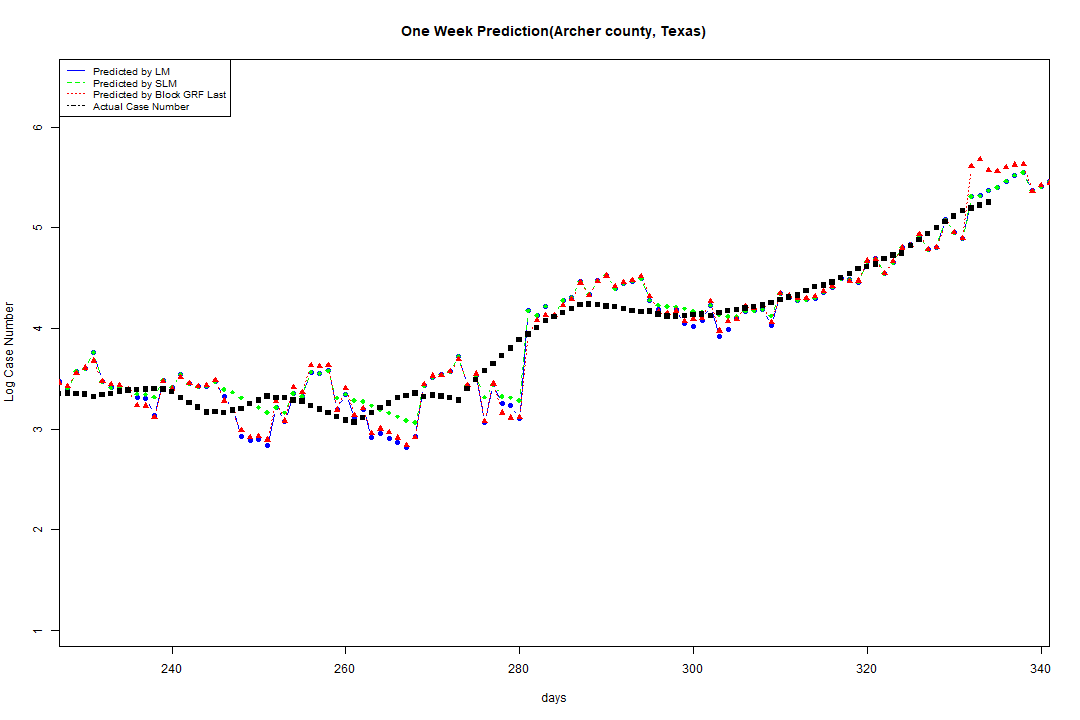 One Week Prediction(Archer county, Texas)
Predicted by LM
Predicted by SLM
Predicted by Block GRF Last
Actual Case Number
Log Case Number
6
5
4
3
2
1
240 260 280 300 320 340
days